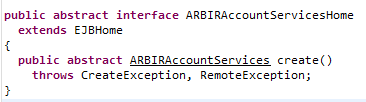 public abstract interface ARBIRAccountServicesHome
extends EJBHome
{
public abstract ARBIRAccountServices create()
throws CreateException, RemoteException;
}